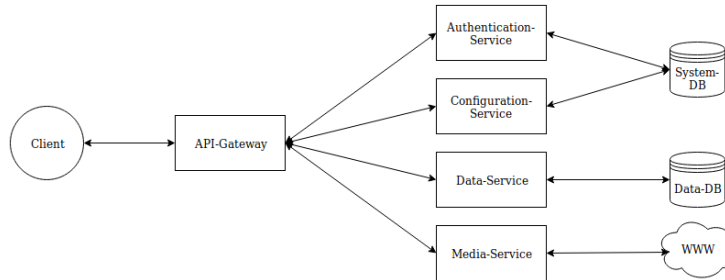 Authentication-
Service
System-
DB
Configuration-
Service
Client
API-Gateway
Data-Service
Data-DB
Media-Service
WWW